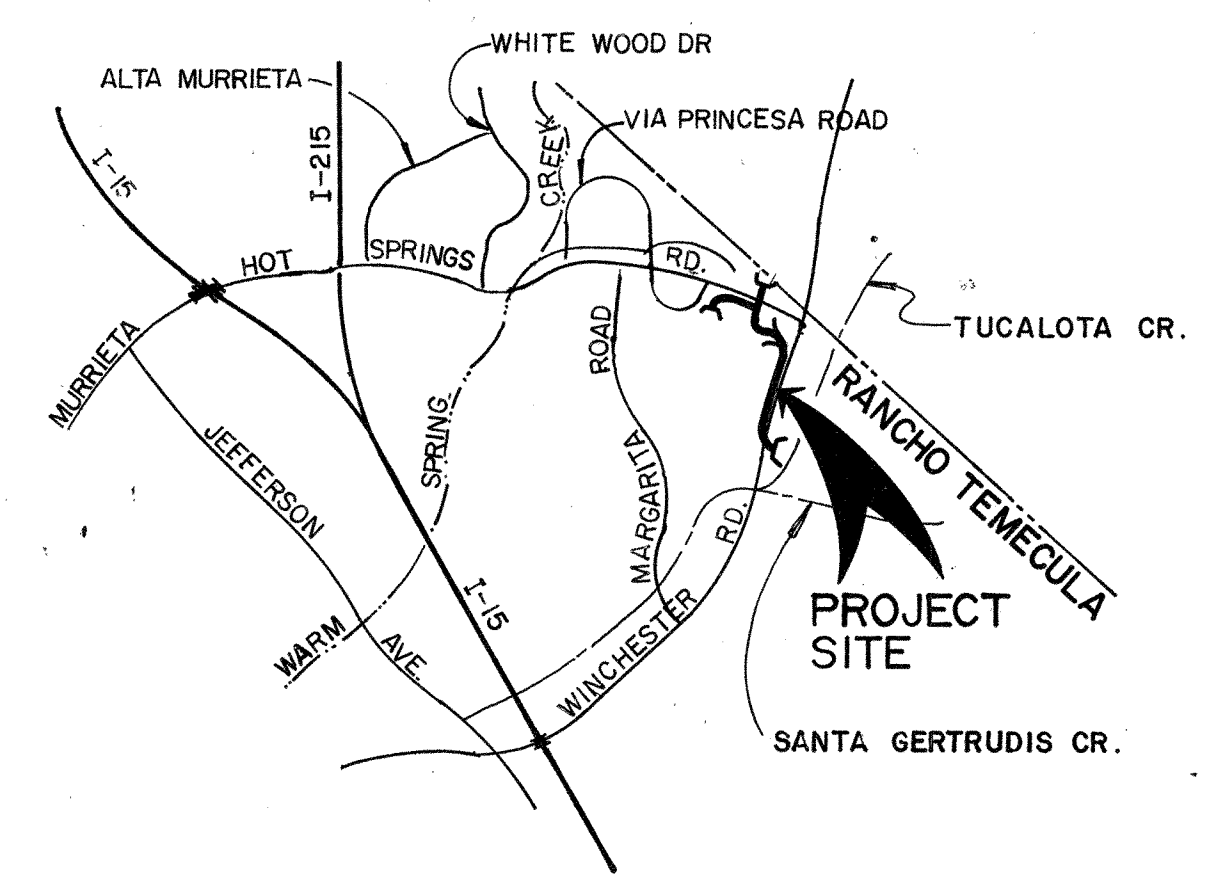 WHITE WOOD DR
ALTA MURRIETA
VIA PRINCESA ROAD
I-15
I-215
CREEK
MURRIETA HOT SPRINGS RD.
TUCALOTA CR.
ROAD
RANCHO TEMECULA
JEFFERSON AVE.
SPRING
MARGARITA
RD.
I-15
WARM
WINCHESTER
PROJECT
SITE
SANTA GERTRUDIS CR.